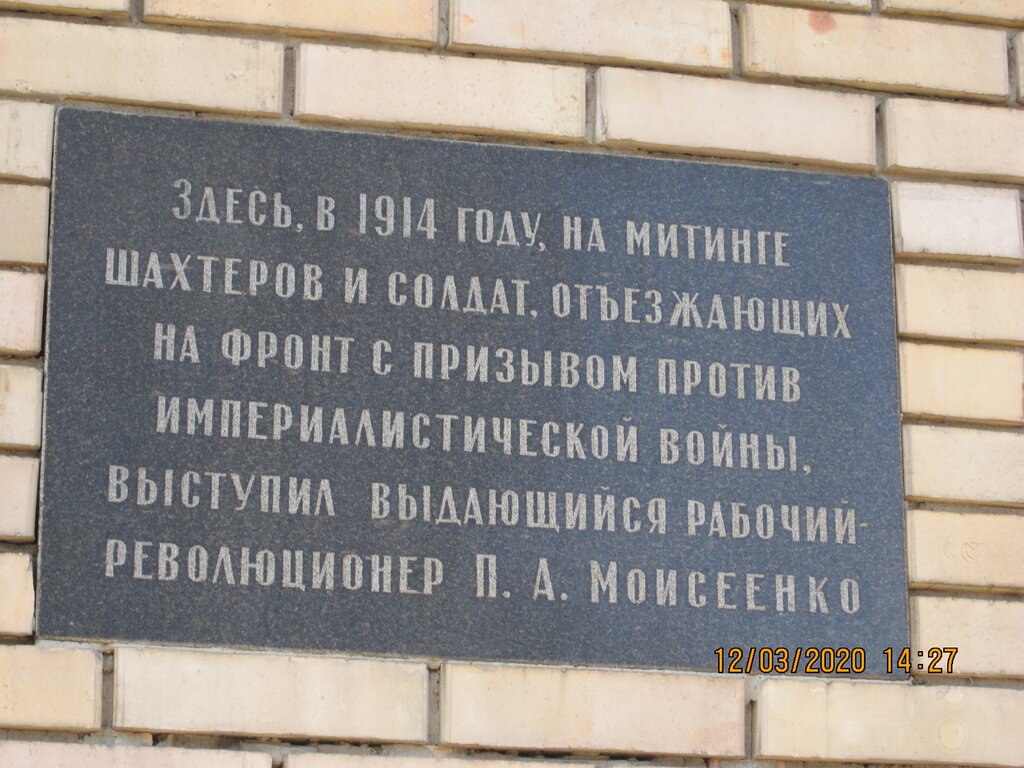 ЗДЕСЬ, В 1914 ГОДУ, НА МИТИНГЕ
ШАХТЕРОВ И СОЛДАТ, ОТЪЕЗЖАЮЩИХ
НА ФРОНТ С ПРИЗЫВОМ ПРОТИВ
ИМПЕРИАЛИСТИЧЕСКОЙ ВОЙНЫ,
ВЫСТУПИЛ ВЫДАЮЩИЙСЯ РАБОЧИЙ-
РЕВОЛЮЦИОНЕР П. А. МОИСЕЕНКО
12/03/2020 14:27